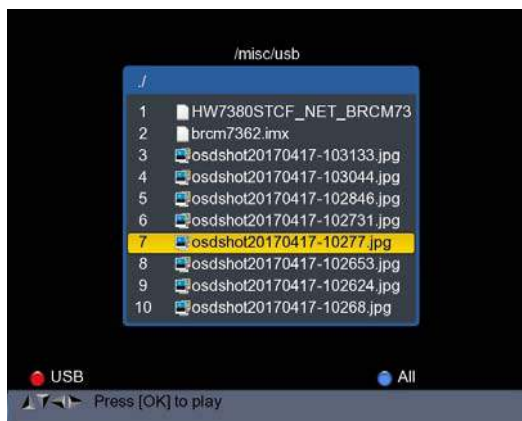 /misc/usb
./
1 HW7380STCF_NET_BRCM73
2 brcm7362.imx
3 osdshot20170417-103133.jpg
4 osdshot20170417-103044.jpg
5 osdshot20170417-102846.jpg
6 osdshot20170417-102731.jpg
7 osdshot20170417-10277.jpg
8 osdshot20170417-102653.jpg
9 osdshot20170417-102624.jpg
10 osdshot20170417-10268.jpg
USB All
Press [OK] to play